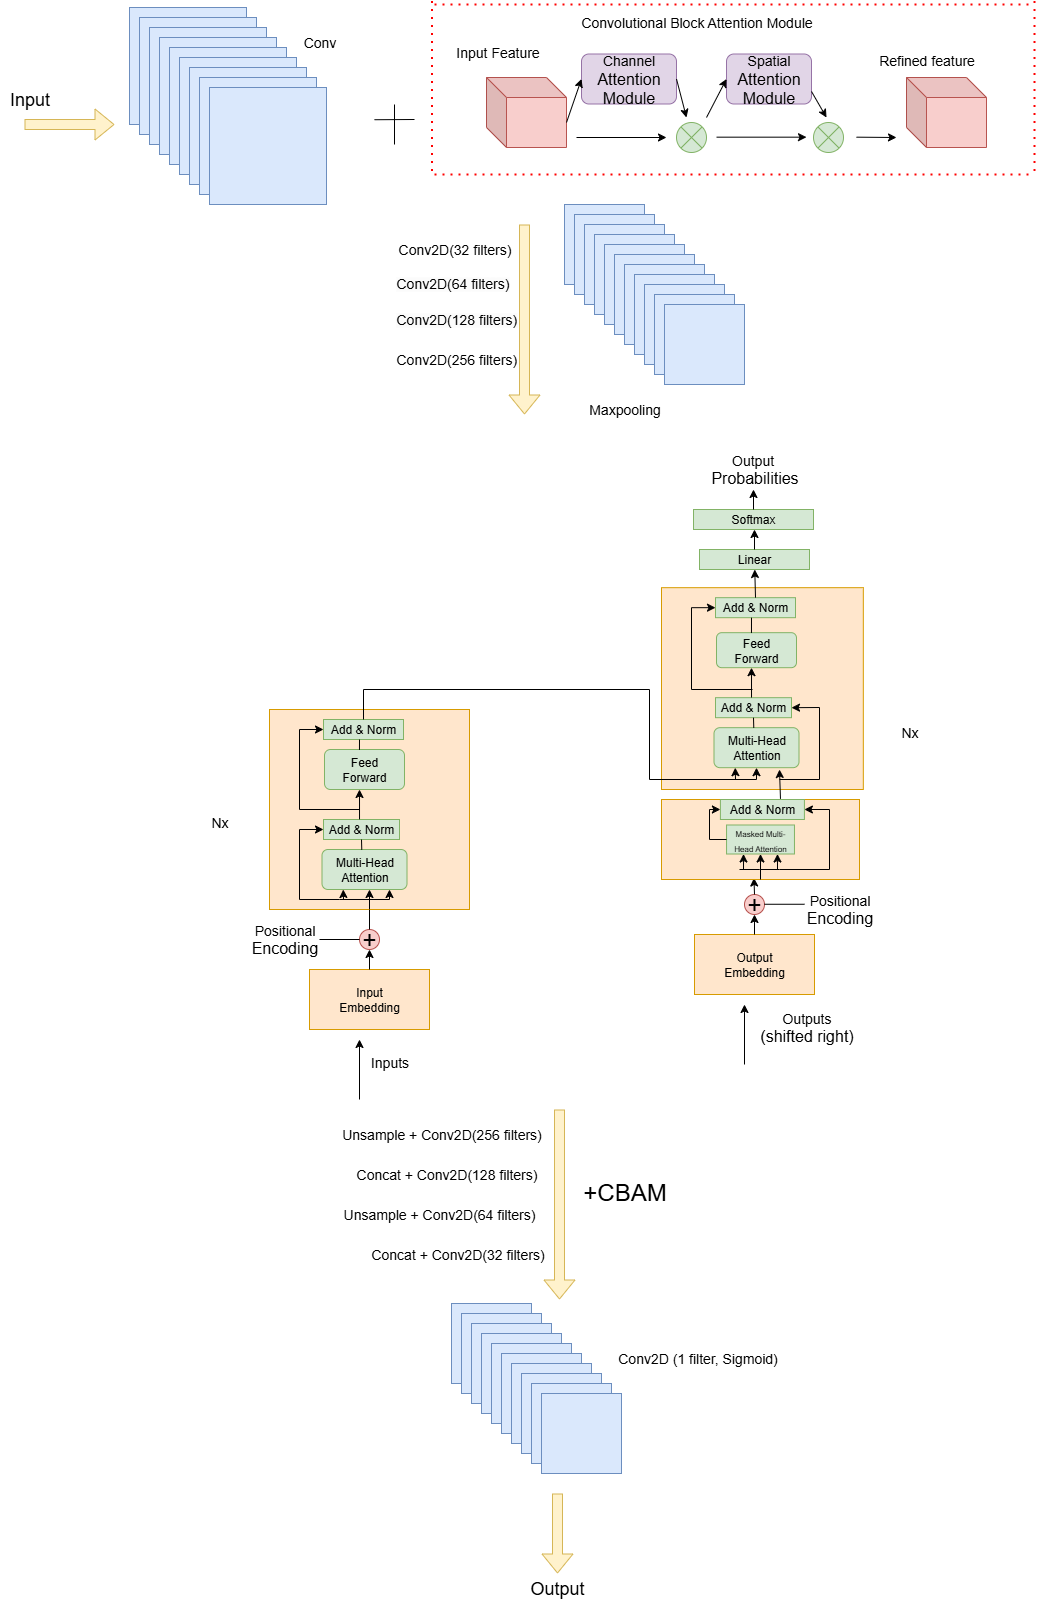 Convolutional Block Attention Module
Conv
Input Feature
Channel
Attention
Module
Spatial
Attention
Module
Refined feature
Input
Conv2D(32 filters)
Conv2D(64 filters)
Conv2D(128 filters)
Conv2D(256 filters)
Maxpooling
Output
Probabilities
Softmax
Linear
Add & Norm
Feed
Forward
Add & Norm
Multi-Head
Attention
Nx
Add & Norm
Masked Multi-
Head Attention
Positional
Encoding
Output
Embedding
Outputs
(shifted right)
Add & Norm
Feed
Forward
Nx
Add & Norm
Multi-Head
Attention
Positional
Encoding
Input
Embedding
Inputs
Unsample + Conv2D(256 filters)
Concat + Conv2D(128 filters)
+CBAM
Unsample + Conv2D(64 filters)
Concat + Conv2D(32 filters)
Conv2D (1 filter, Sigmoid)
Output